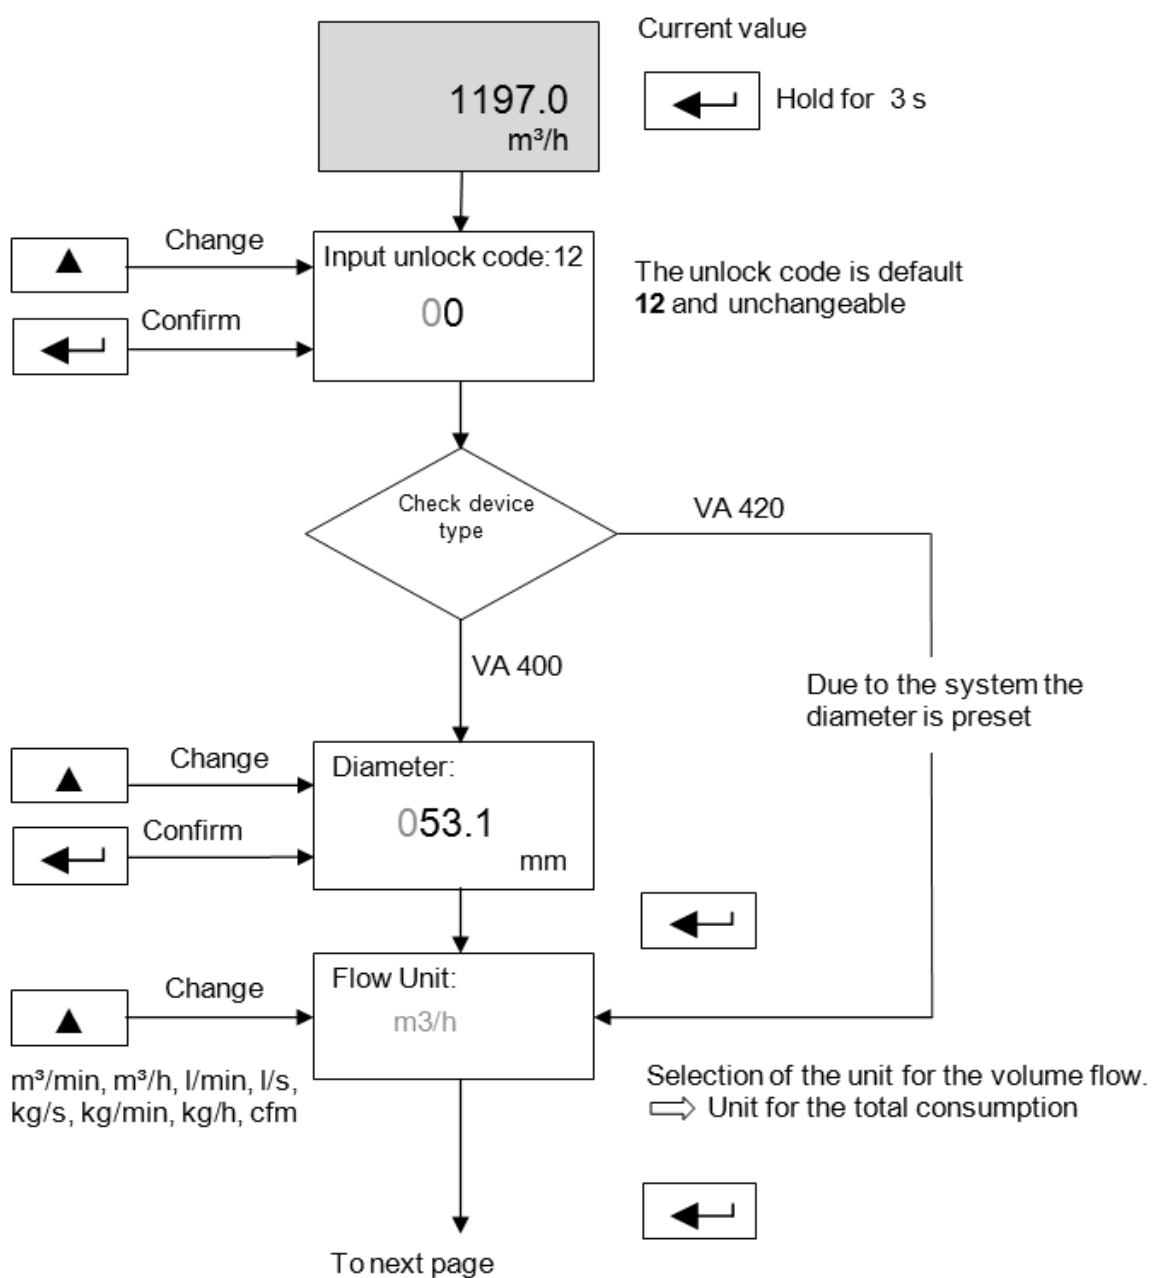 Current value
1197.0
m³/h
Hold for 3 s
Change
Input unlock code:12
00
Confirm
The unlock code is default
12 and unchangeable
Check device
type
VA 420
VA 400
Due to the system the
diameter is preset
Change
Diameter:
053.1
mm
Confirm
Flow Unit:
m3/h
Change
m³/min, m³/h, l/min, l/s,
kg/s, kg/min, kg/h, cfm
Selection of the unit for the volume flow.
⇨ Unit for the total consumption
To next page